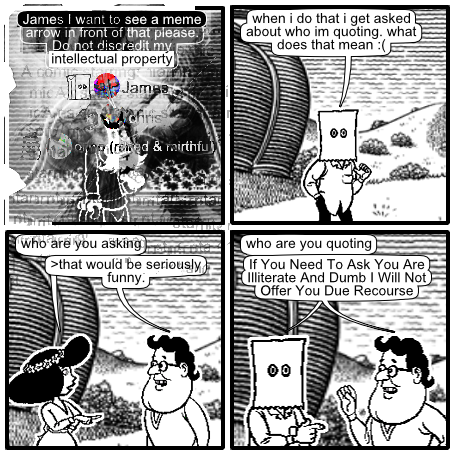 James I want to see a meme
arrow in front of that please.
Do not discredit my
intellectual property
James
chris
(rained & mirthful)
when i do that i get asked
about who im quoting. what
does that mean :(
who are you asking
>that would be seriously
funny.
who are you quoting
If You Need To Ask You Are
Illiterate And Dumb I Will Not
Offer You Due Recourse